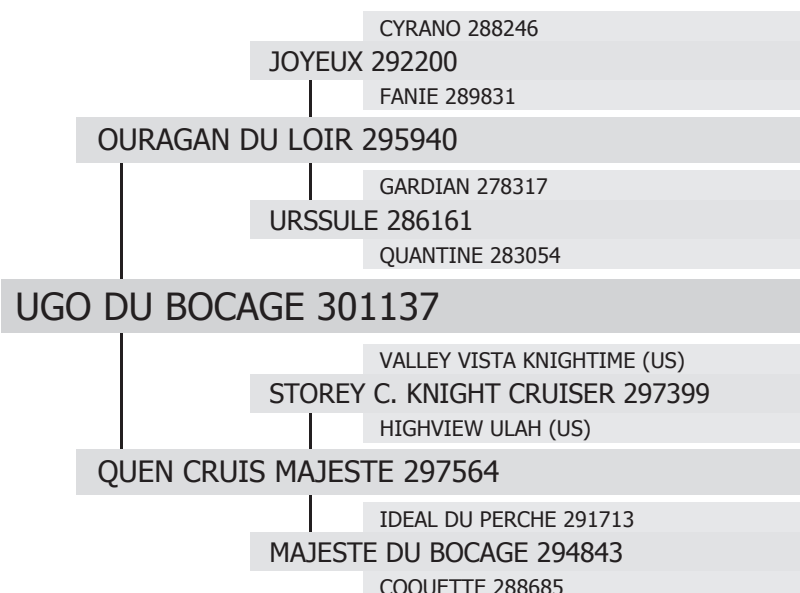 CYRANO 288246
JOYEUX 292200
FANIE 289831
OURAGAN DU LOIR 295940
GARDIAN 278317
URSSULE 286161
QUANTINE 283054
UGO DU BOCAGE 301137
VALLEY VISTA KNIGHTIME (US)
STOREY C. KNIGHT CRUISER 297399
HIGHVIEW ULAH (US)
QUEN CRUIS MAJESTE 297564
IDEAL DU PERCHE 291713
MAJESTE DU BOCAGE 294843
COQUETTE 288685